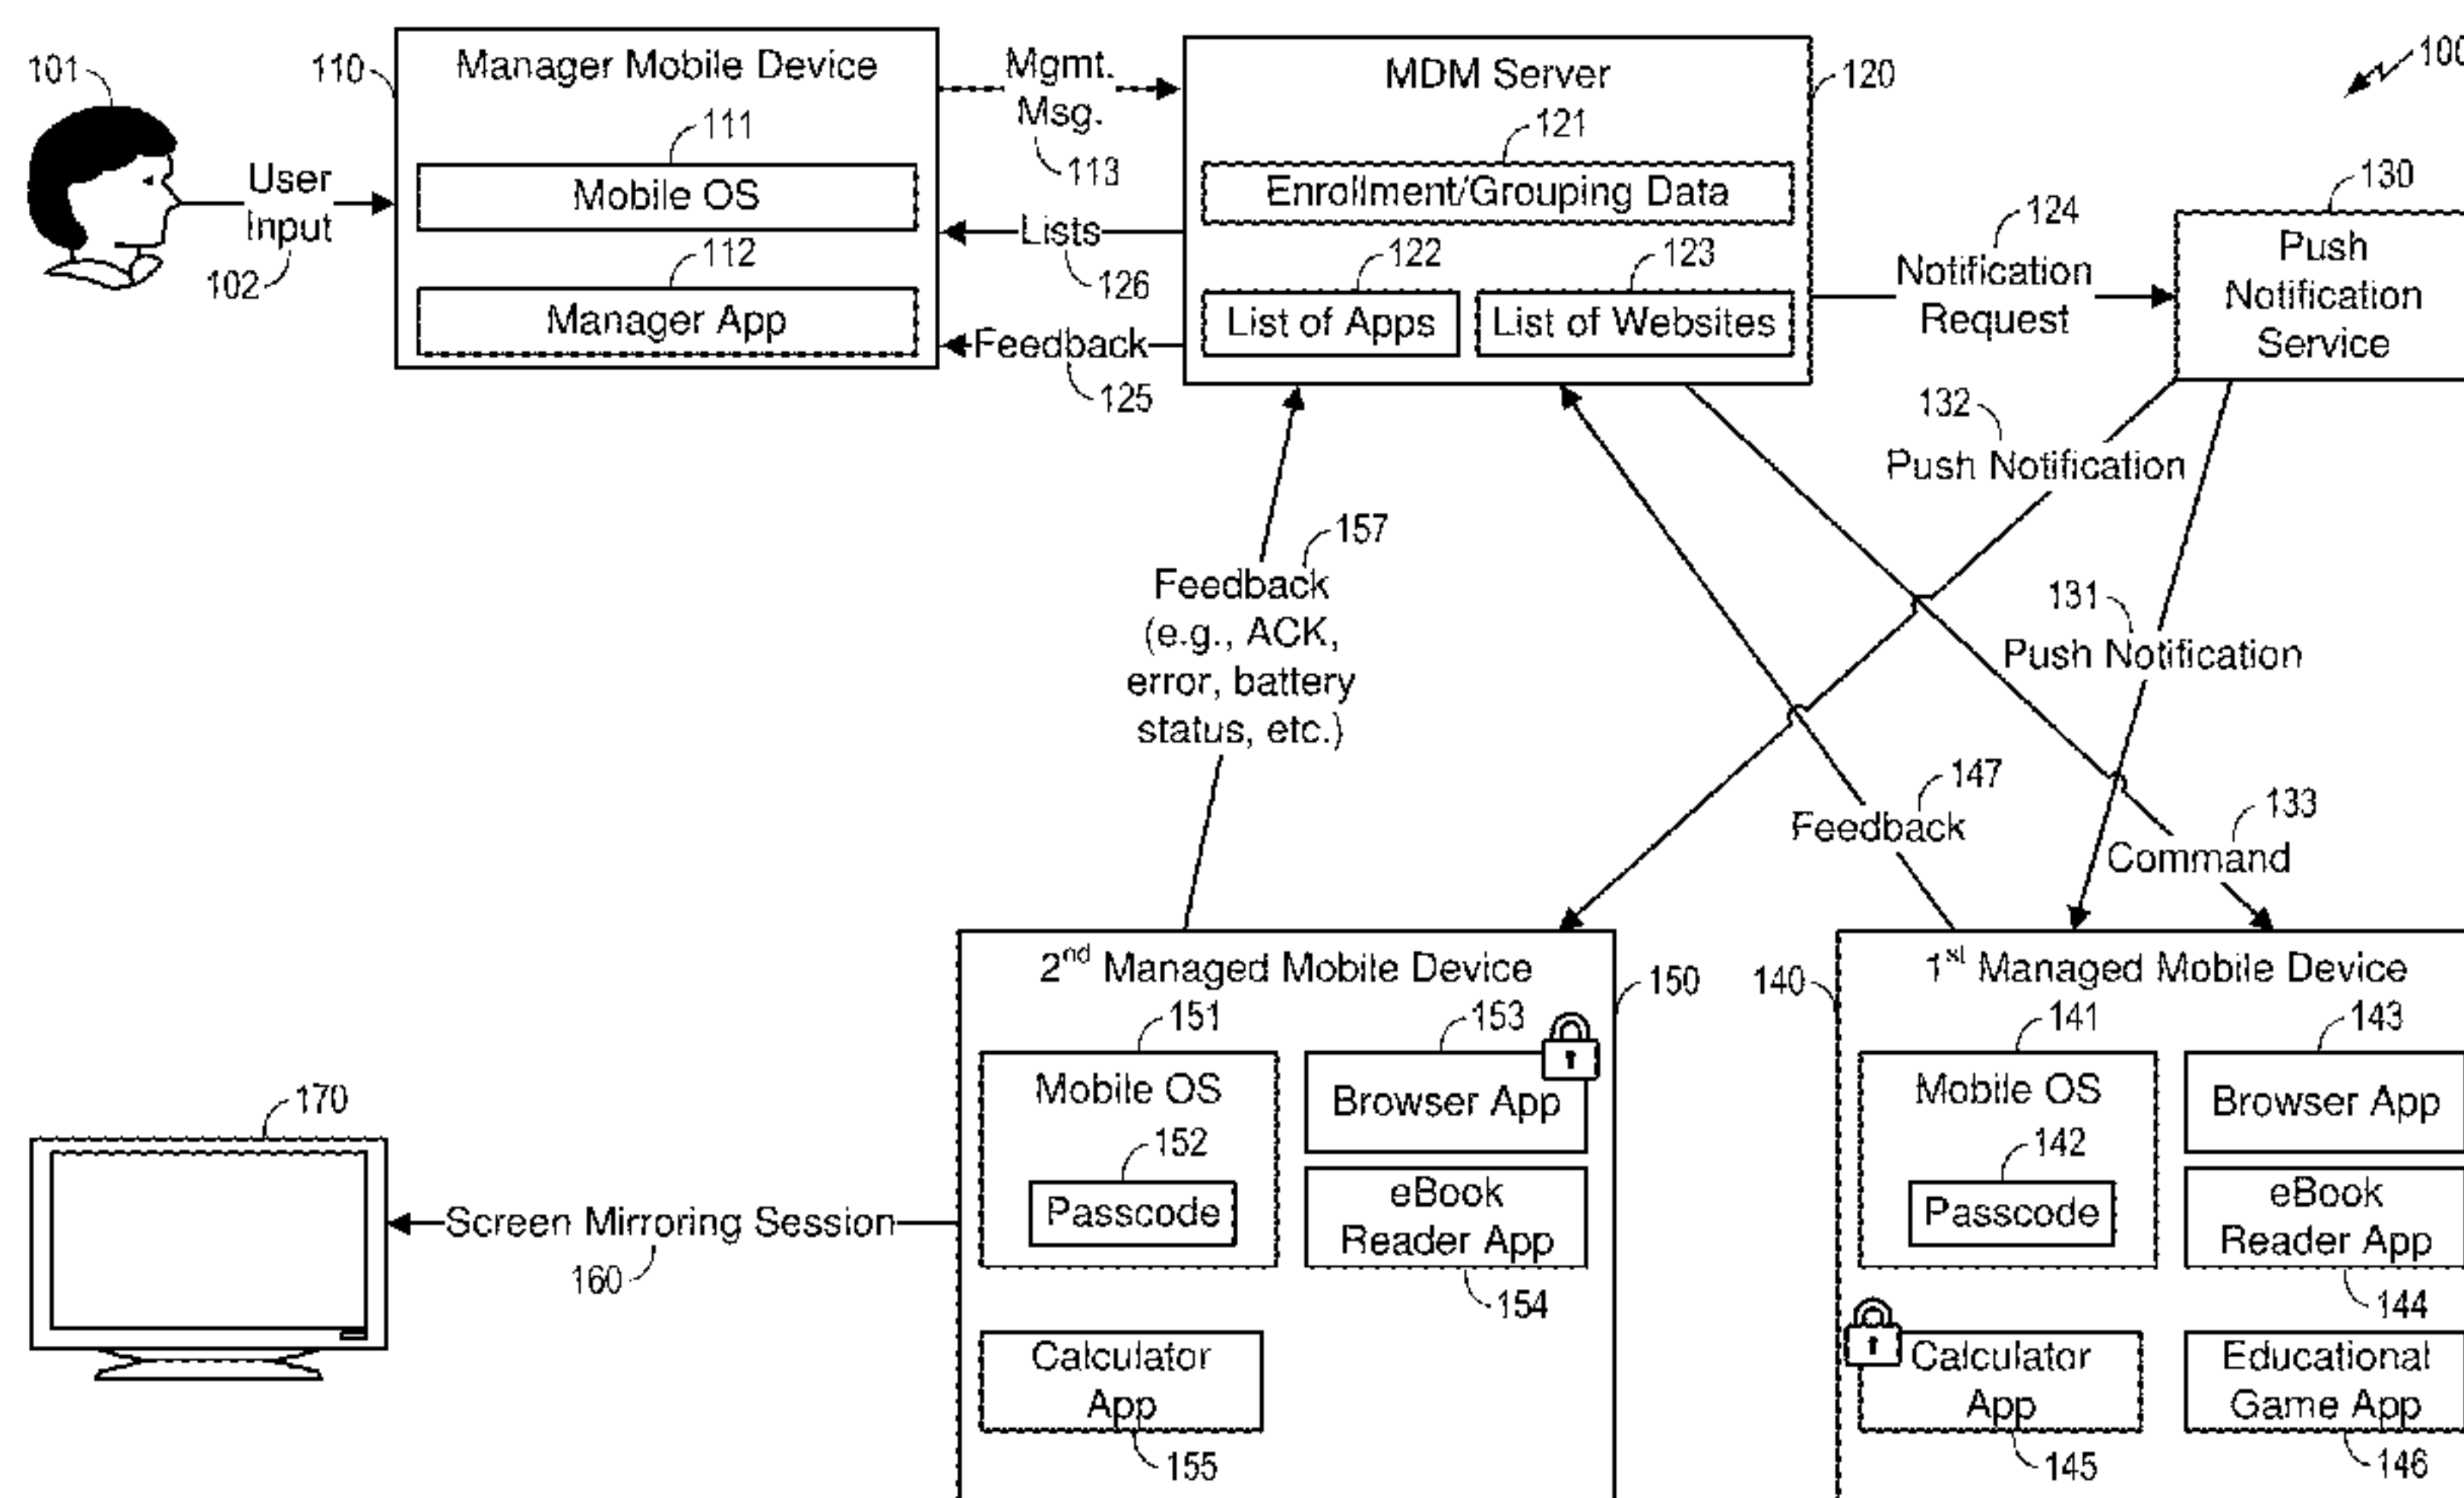 100
101
110
Manager Mobile Device
111
Mobile OS
112
Manager App
User
Input
102
Mgmt.
Msg.
113
Lists
126
Feedback
125
MDM Server
120
121
Enrollment/Grouping Data
122
List of Apps
123
List of Websites
124
Notification
Request
130
Push
Notification
Service
132
Push Notification
131
Push Notification
157
Feedback
(e.g., ACK,
error, battery
status, etc.)
147
Feedback
133
Command
2nd Managed Mobile Device
150
151
Mobile OS
152
Passcode
153
Browser App
eBook
Reader App
154
Calculator
App
155
140
1st Managed Mobile Device
141
Mobile OS
142
Passcode
143
Browser App
eBook
Reader App
144
Calculator
App
145
Educational
Game App
146
170
Screen Mirroring Session
160